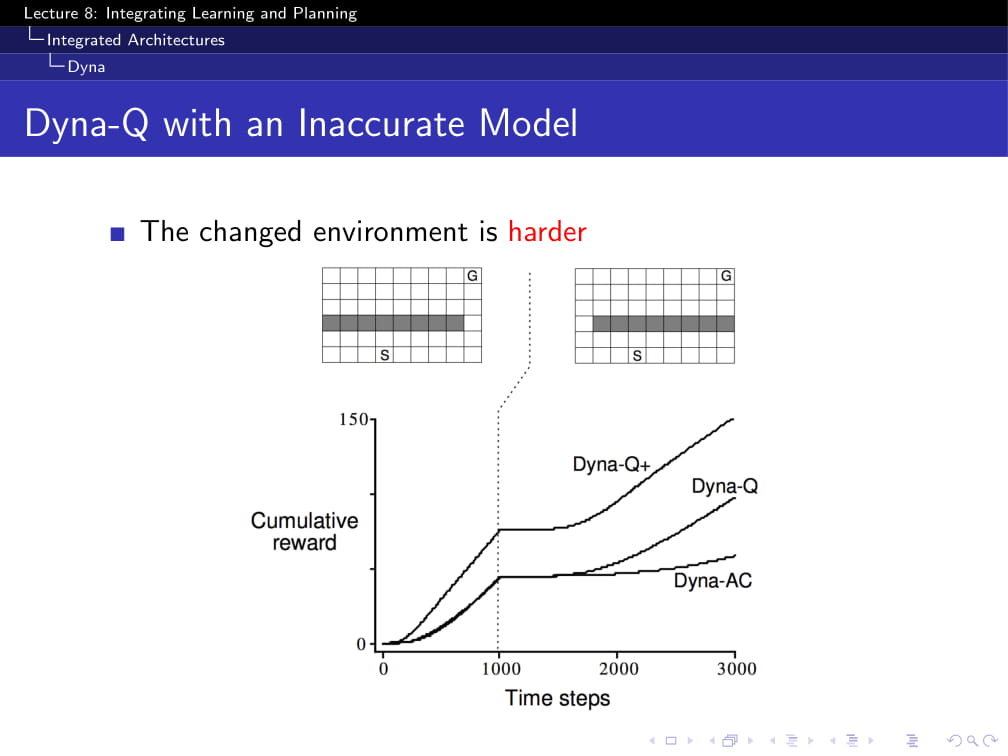 Lecture 8: Integrating Learning and Planning
Integrated Architectures
Dyna
Dyna-Q with an Inaccurate Model
The changed environment is harder
G
G
S
S
150
Dyna-Q+
Dyna-Q
Cumulative
reward
Dyna-AC
0
0
1000
2000
3000
Time steps